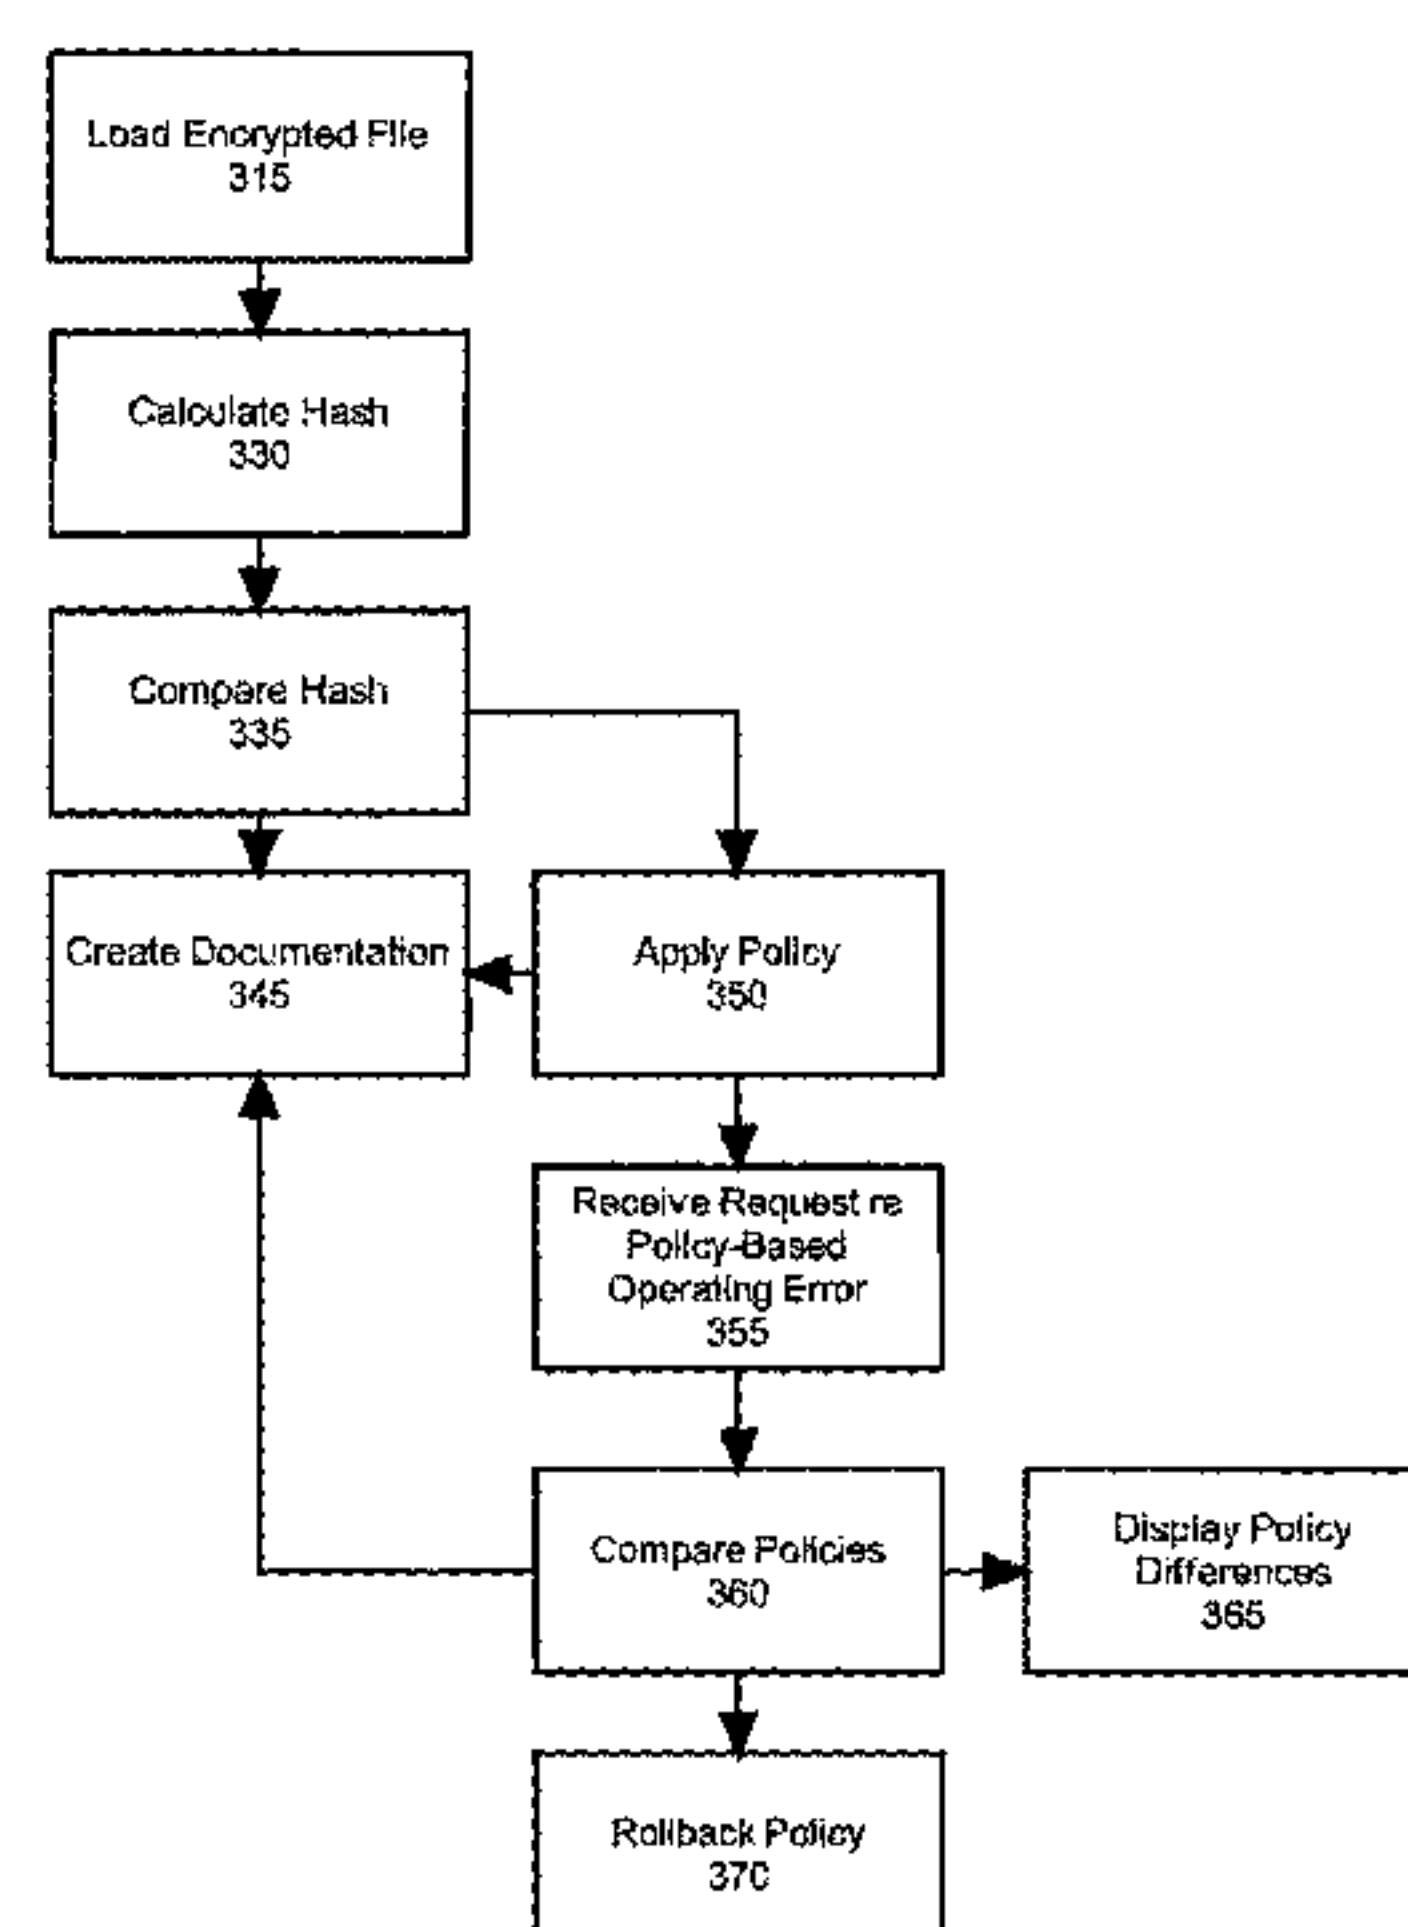 Load Encrypted File
315
Calculate Hash
330
Compare Hash
335
Create Documentation
345
Apply Policy
350
Receive Request re
Policy-Based
Operating Error
355
Compare Policies
360
Display Policy
Differences
365
Rollback Policy
370